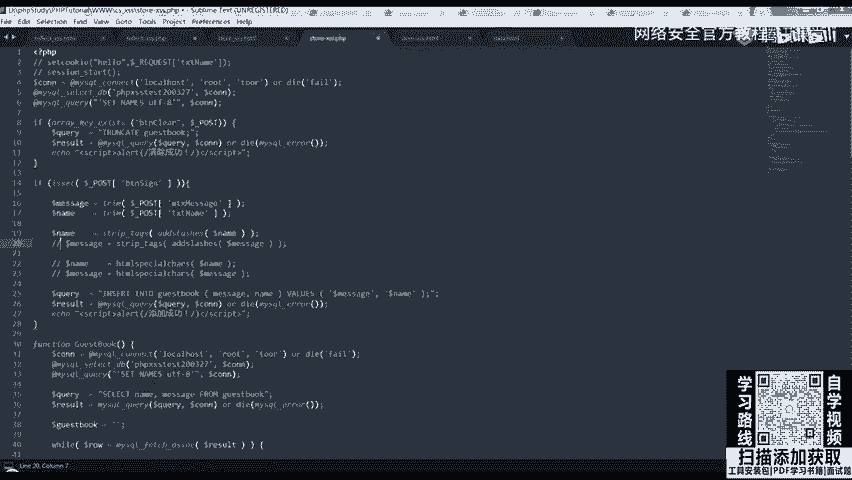 D:\phpStudy\PHPTutorial\WWW\cs_xss\store-xss.php • - Sublime Text (UNREGISTERED)
File Edit Selection Find View Goto Tools Project Preferences Help
store-xss.php
网络安全官方教程
1 <?php
2 // setcookie("hello",$_REQUEST['txtName']);
3 // session_start();
4 $conn = @mysql_connect('localhost', 'root', 'toor') or die('fail');
5 @mysql_select_db('phpxsstest200327', $conn);
6 @mysql_query("'SET NAMES utf-8'", $conn);
7
8 if (array_key_exists ("btnClear", $_POST)) {
9 $query = "TRUNCATE guestbook;";
10 $result = @mysql_query($query, $conn) or die(mysql_error());
11 echo "<script>alert(/清除成功！/)</script>";
12 }
13
14 if (isset( $_POST[ 'btnSign' ] )){
15
16 $message = trim( $_POST[ 'mtxMessage' ] );
17 $name = trim( $_POST[ 'txtName' ] );
18
19 $name = strip_tags( addslashes( $name ) );
20 // $message = strip_tags( addslashes( $message ) );
21
22 // $name = htmlspecialchars( $name );
23 // $message = htmlspecialchars( $message );
24
25 $query = "INSERT INTO guestbook ( message, name ) VALUES ( '$message', '$name' );";
26 $result = @mysql_query($query, $conn) or die(mysql_error());
27 echo "<script>alert(/添加成功！/)</script>";
28 }
29
30 function GuestBook() {
31 $conn = @mysql_connect('localhost', 'root', 'toor') or die('fail');
32 @mysql_select_db('phpxsstest200327', $conn);
33 @mysql_query("'SET NAMES utf-8'", $conn);
34
35 $query = "SELECT name, message FROM guestbook";
36 $result = mysql_query($query, $conn) or die(mysql_error());
37
38 $guestbook = '';
39
40 while( $row = mysql_fetch_assoc( $result ) ) {
41
Line 20, Column 7
学习路线
自学视频
扫描添加获取
工具安装包|PDF学习书籍|面试题